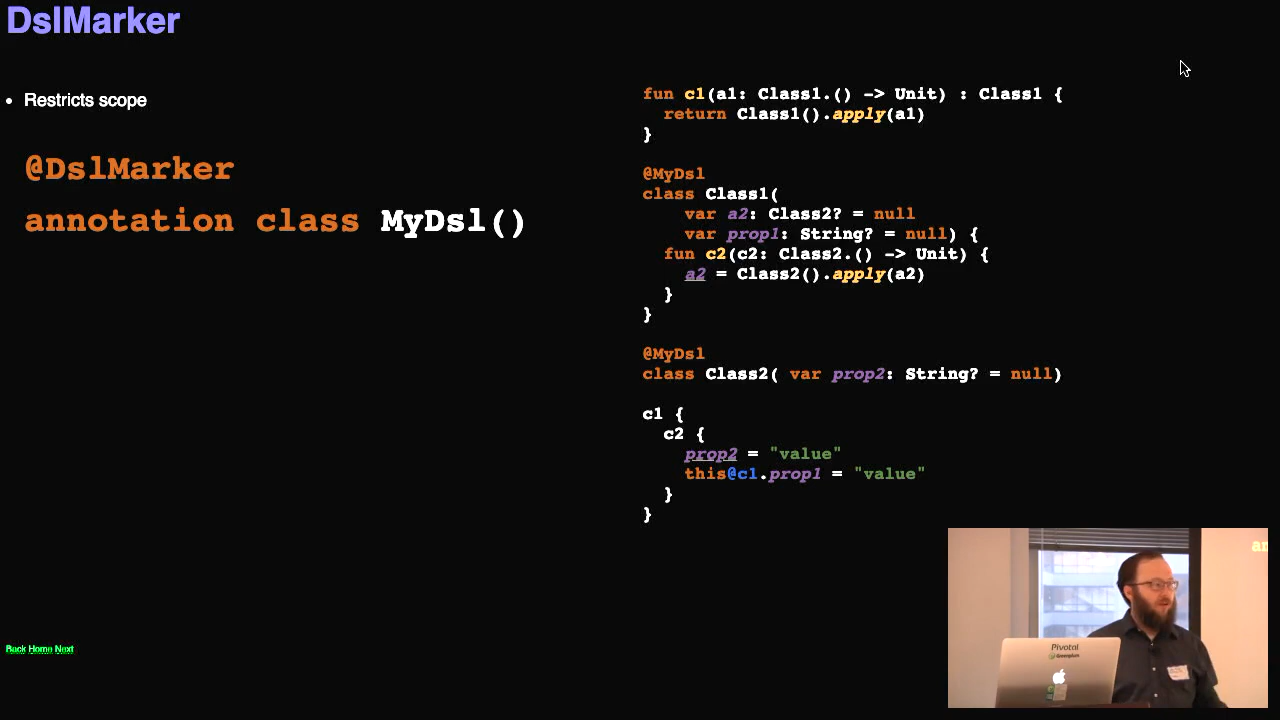 DslMarker
• Restricts scope
@DslMarker
annotation class MyDsl()
fun c1(a1: Class1.() -> Unit) : Class1 {
  return Class1().apply(a1)
}
@MyDsl
class Class1(
    var a2: Class2? = null
    var prop1: String? = null) {
  fun c2(c2: Class2.() -> Unit) {
    a2 = Class2().apply(a2)
  }
}
@MyDsl
class Class2( var prop2: String? = null)
c1 {
  c2 {
    prop2 = "value"
    this@c1.prop1 = "value"
  }
}
Back Home Next
an
Pivotal
Greenplum